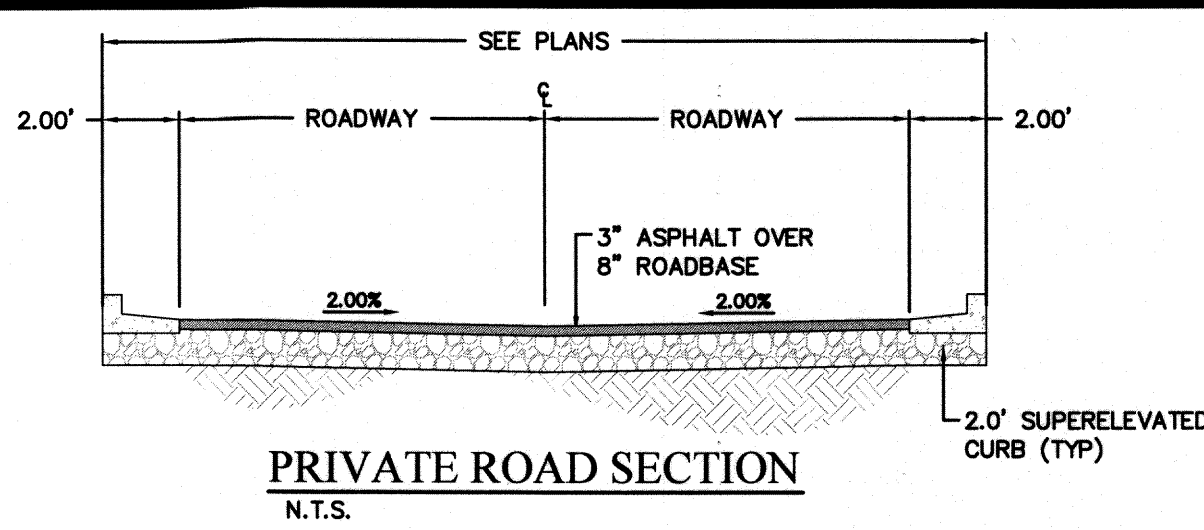 SEE PLANS
2.00' ROADWAY ℄ ROADWAY 2.00'
3" ASPHALT OVER
8" ROADBASE
2.00% 2.00%
2.0' SUPERELEVATED
CURB (TYP)
PRIVATE ROAD SECTION
N.T.S.